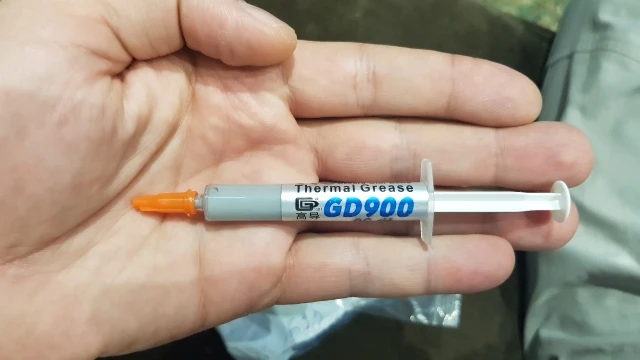 Thermal Grease
GD900
高导